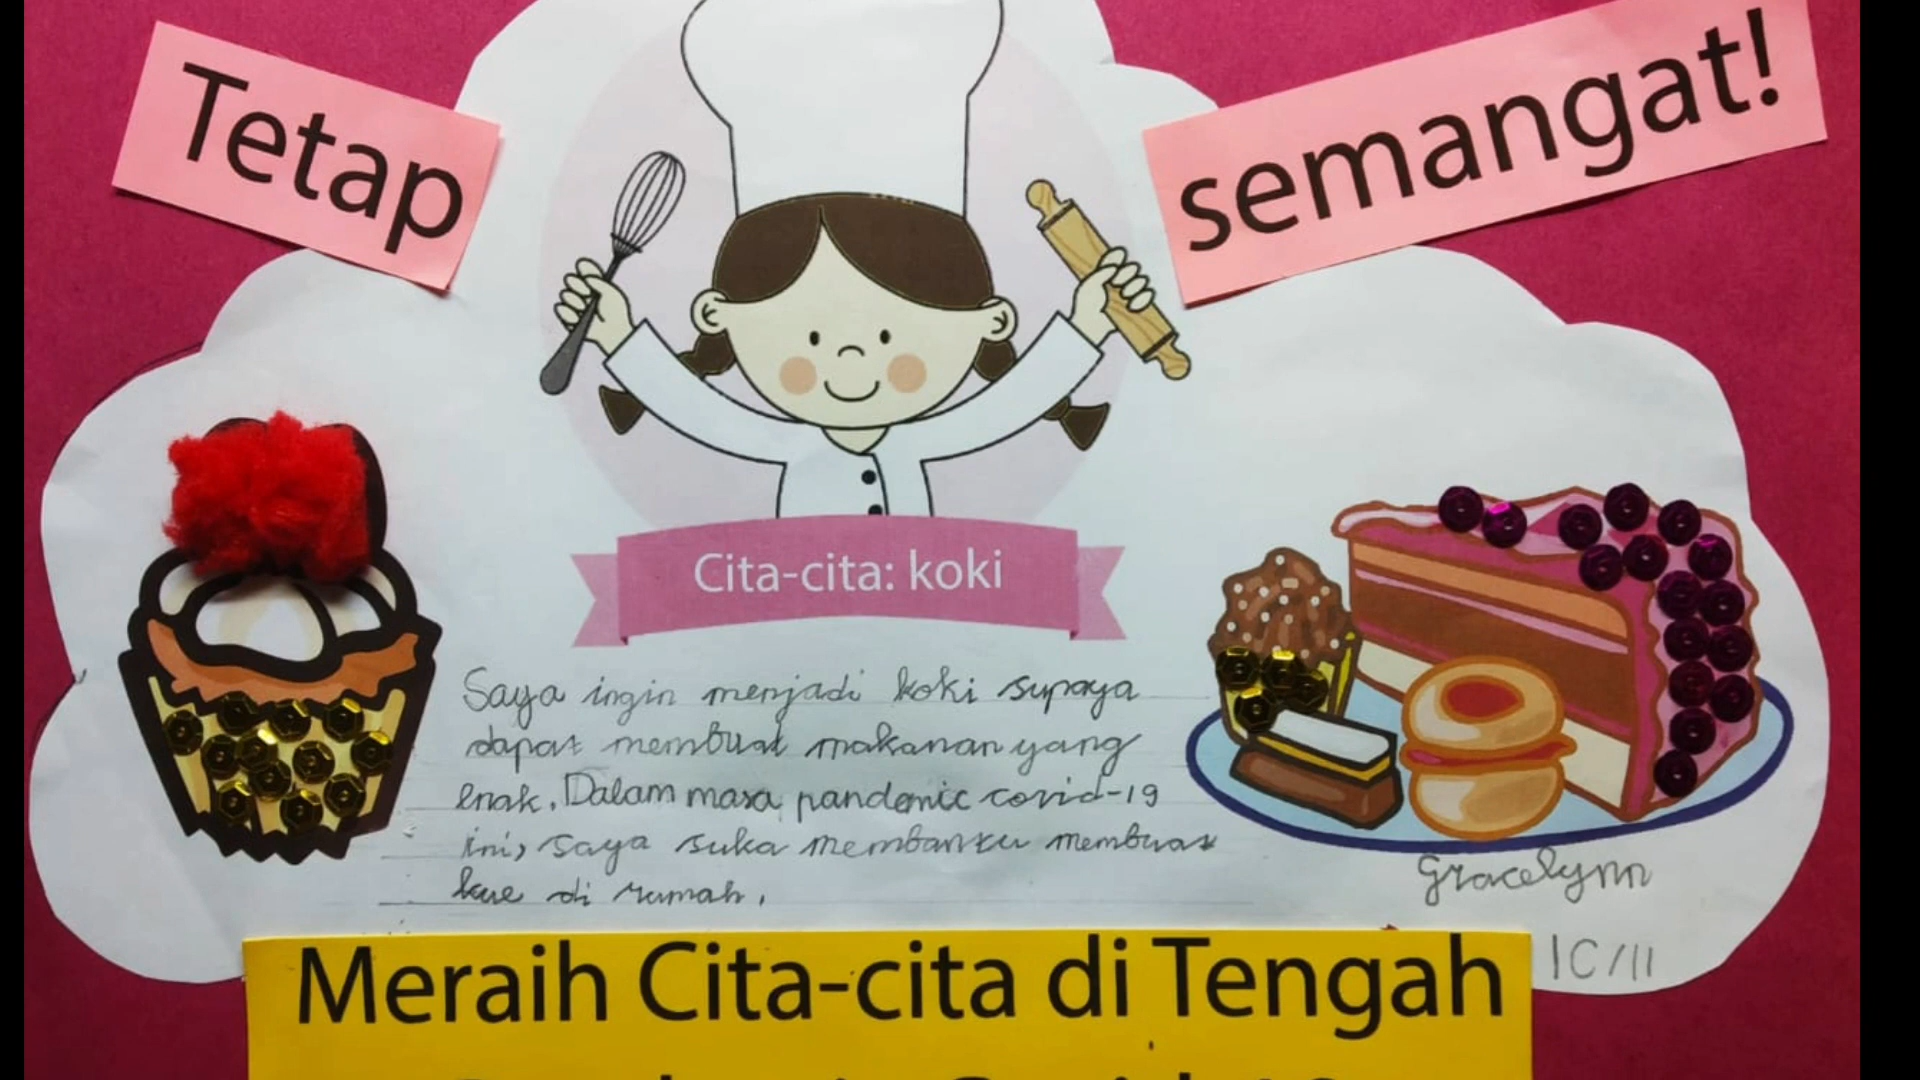 Tetap semangat!
Cita-cita: koki
Saya ingin menjadi koki supaya
dapat membuat makanan yang
enak. Dalam masa pandemic covid-19
ini, saya suka membantu membuat
kue di rumah.
Gracelynn
1C/11
Meraih Cita-cita di Tengah